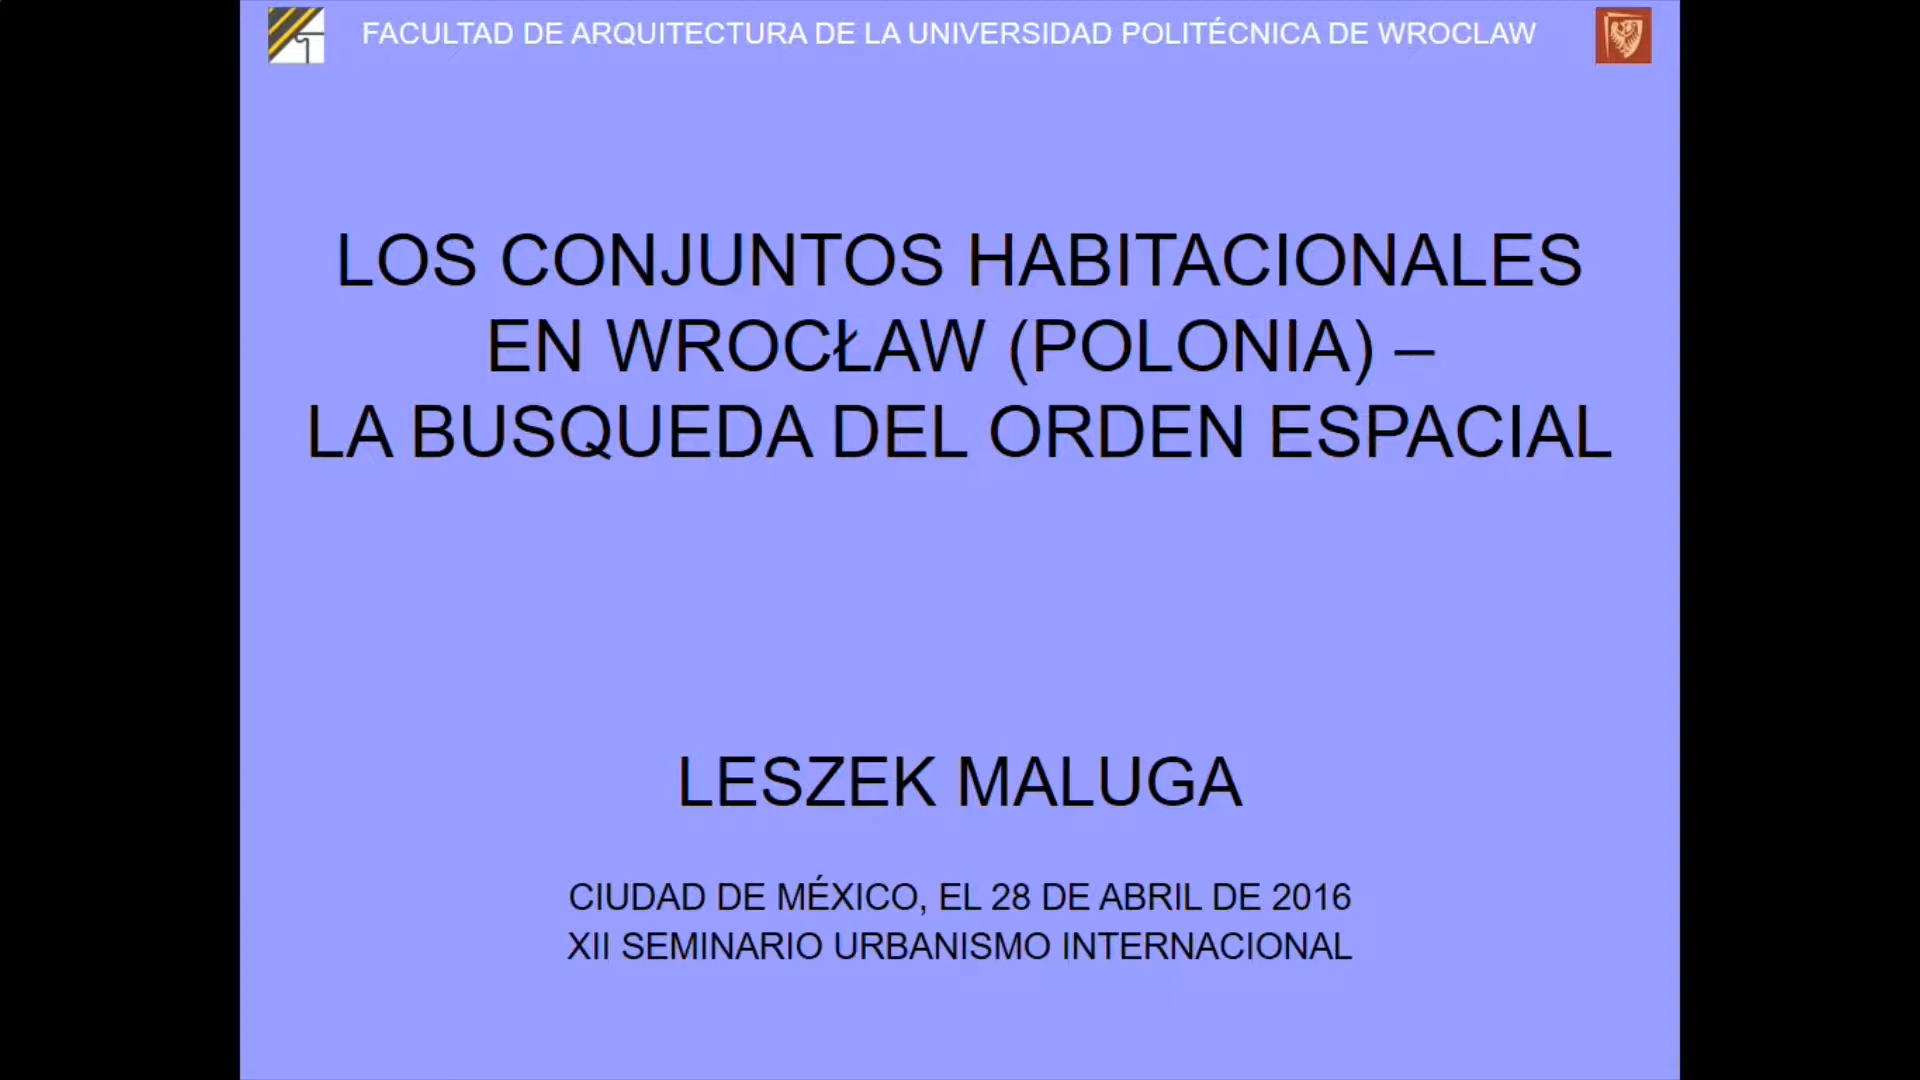 FACULTAD DE ARQUITECTURA DE LA UNIVERSIDAD POLITÉCNICA DE WROCLAW
LOS CONJUNTOS HABITACIONALES
EN WROCŁAW (POLONIA) –
LA BUSQUEDA DEL ORDEN ESPACIAL
LESZEK MALUGA
CIUDAD DE MÉXICO, EL 28 DE ABRIL DE 2016
XII SEMINARIO URBANISMO INTERNACIONAL